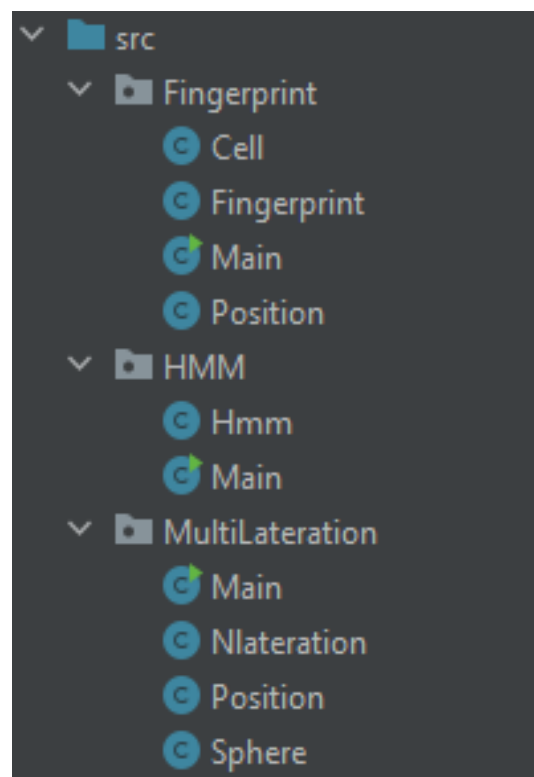 src
Fingerprint
C Cell
C Fingerprint
C Main
C Position
HMM
C Hmm
C Main
MultiLateration
C Main
C Nlateration
C Position
C Sphere